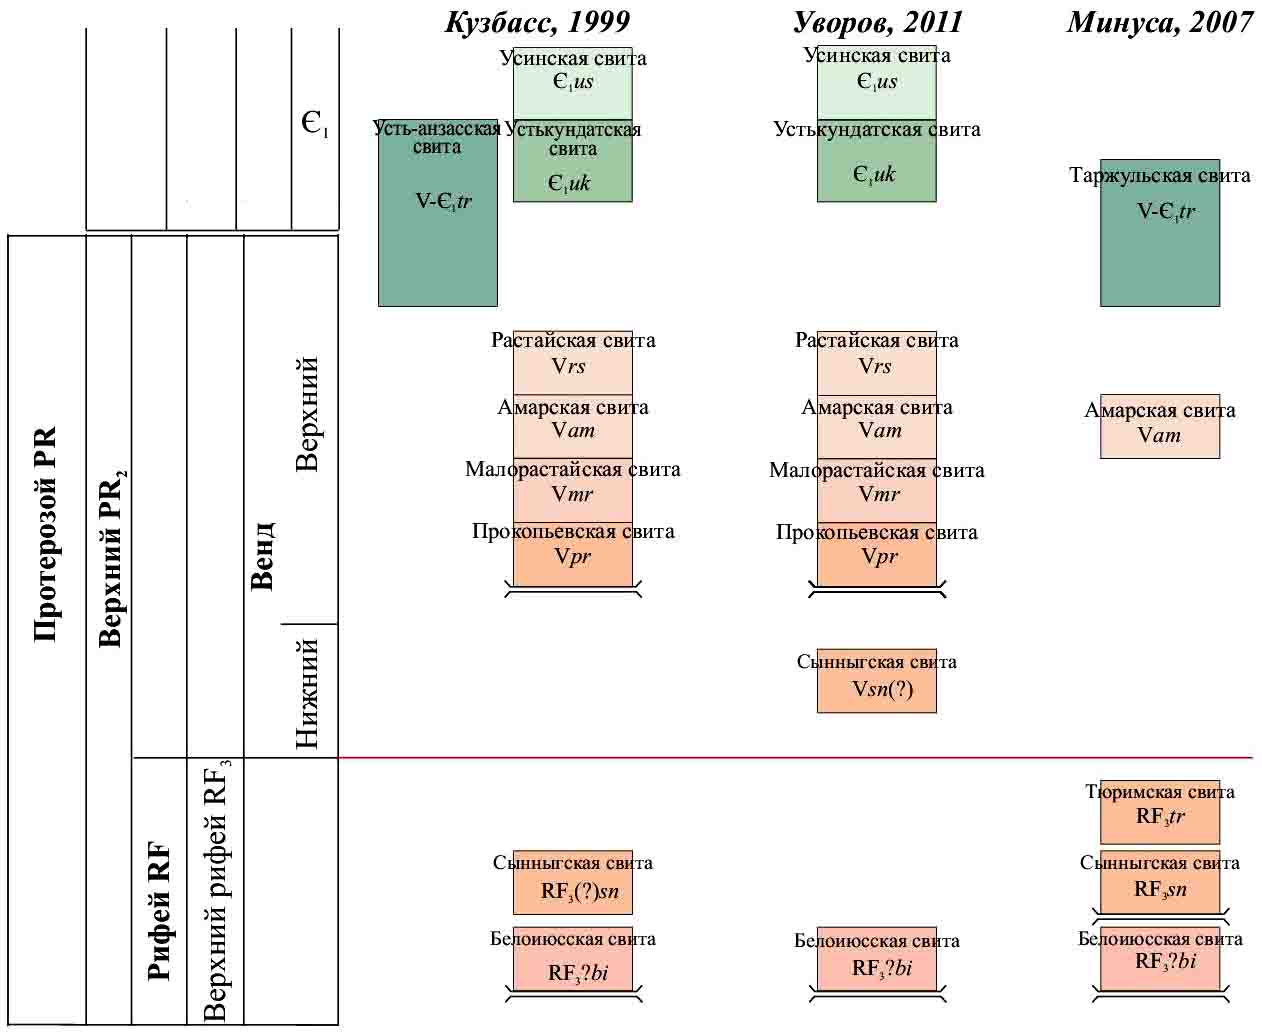 Кузбасс, 1999
Уворов, 2011
Минуса, 2007
Є₁
Протерозой PR
Верхний PR₂
Рифей RF
Верхний рифей RF₃
Венд
Верхний
Нижний
Усть-анзасская
свита
V-Є₁tr
Усинская свита
Є₁us
Устькундатская
свита
Є₁uk
Растайская свита
Vrs
Амарская свита
Vam
Малорастайская свита
Vmr
Прокопьевская свита
Vpr
Сынныгская свита
RF₃(?)sn
Белоиюсская свита
RF₃?bi
Усинская свита
Є₁us
Устькундатская свита
Є₁uk
Растайская свита
Vrs
Амарская свита
Vam
Малорастайская свита
Vmr
Прокопьевская свита
Vpr
Сынныгская свита
Vsn(?)
Белоиюсская свита
RF₃?bi
Таржульская свита
V-Є₁tr
Амарская свита
Vam
Тюримская свита
RF₃tr
Сынныгская свита
RF₃sn
Белоиюсская свита
RF₃?bi